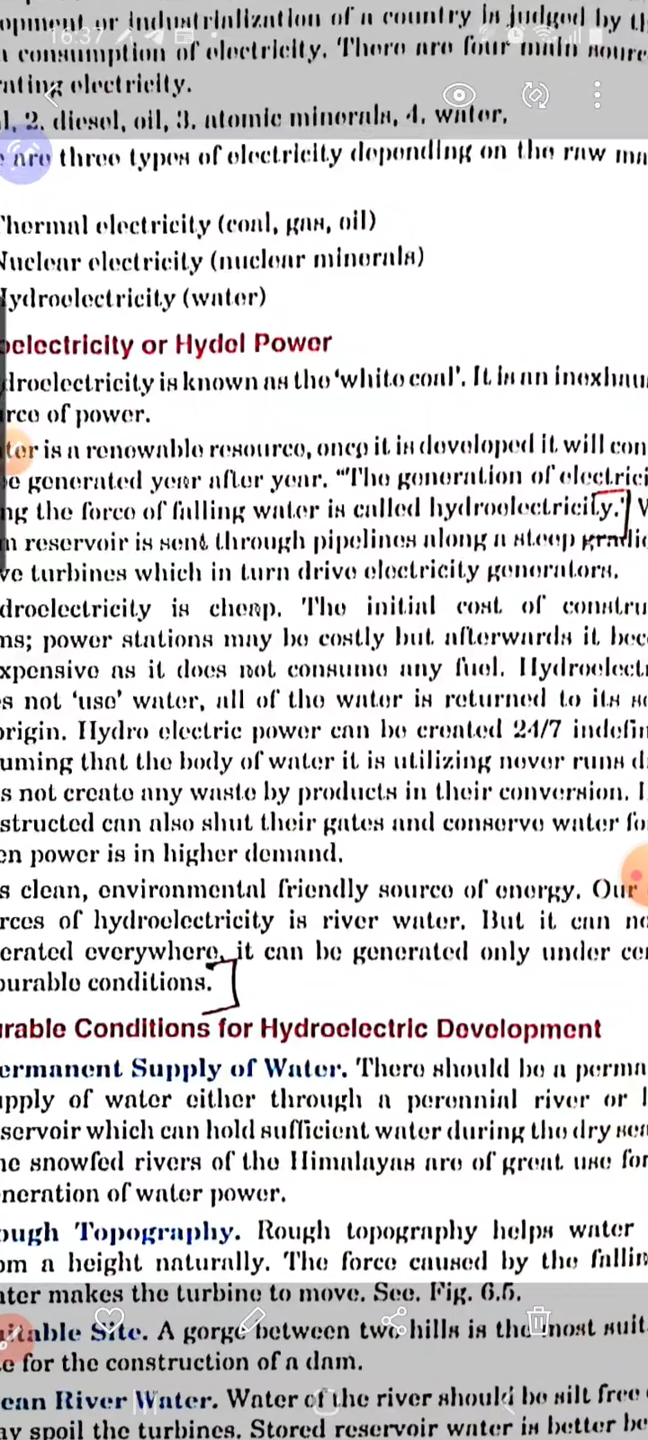 16:37
opment or industrialization of a country is judged by th
consumption of electricity. There are four main sourc
rating electricity.
l, 2. diesel, oil, 3. atomic minerals, 4. water.
are three types of electricity depending on the raw ma
Thermal electricity (coal, gas, oil)
Nuclear electricity (nuclear minerals)
Hydroelectricity (water)
oelectricity or Hydel Power
droelectricity is known as the 'white coal'. It is an inexhau
rce of power.
ter is a renewable resource, once it is developed it will con
e generated year after year. "The generation of electrici
ng the force of falling water is called hydroelectricity." W
m reservoir is sent through pipelines along a steep gradie
ve turbines which in turn drive electricity generators.
droelectricity is cheap. The initial cost of constru
ms; power stations may be costly but afterwards it bec
xpensive as it does not consume any fuel. Hydroelect
s not 'use' water, all of the water is returned to its so
origin. Hydro electric power can be created 24/7 indefin
uming that the body of water it is utilizing never runs d
s not create any waste by products in their conversion. I
structed can also shut their gates and conserve water fo
en power is in higher demand.
s clean, environmental friendly source of energy. Our
rces of hydroelectricity is river water. But it can no
erated everywhere, it can be generated only under cer
ourable conditions.
urable Conditions for Hydroelectric Development
ermanent Supply of Water. There should be a perma
upply of water either through a perennial river or l
servoir which can hold sufficient water during the dry sea
he snowfed rivers of the Himalayas are of great use for
neration of water power.
ough Topography. Rough topography helps water
om a height naturally. The force caused by the fallin
ater makes the turbine to move. See. Fig. 6.5.
uitable Site. A gorge between two hills is the most suit
te for the construction of a dam.
ean River Water. Water of the river should be silt free
ay spoil the turbines. Stored reservoir water is better be